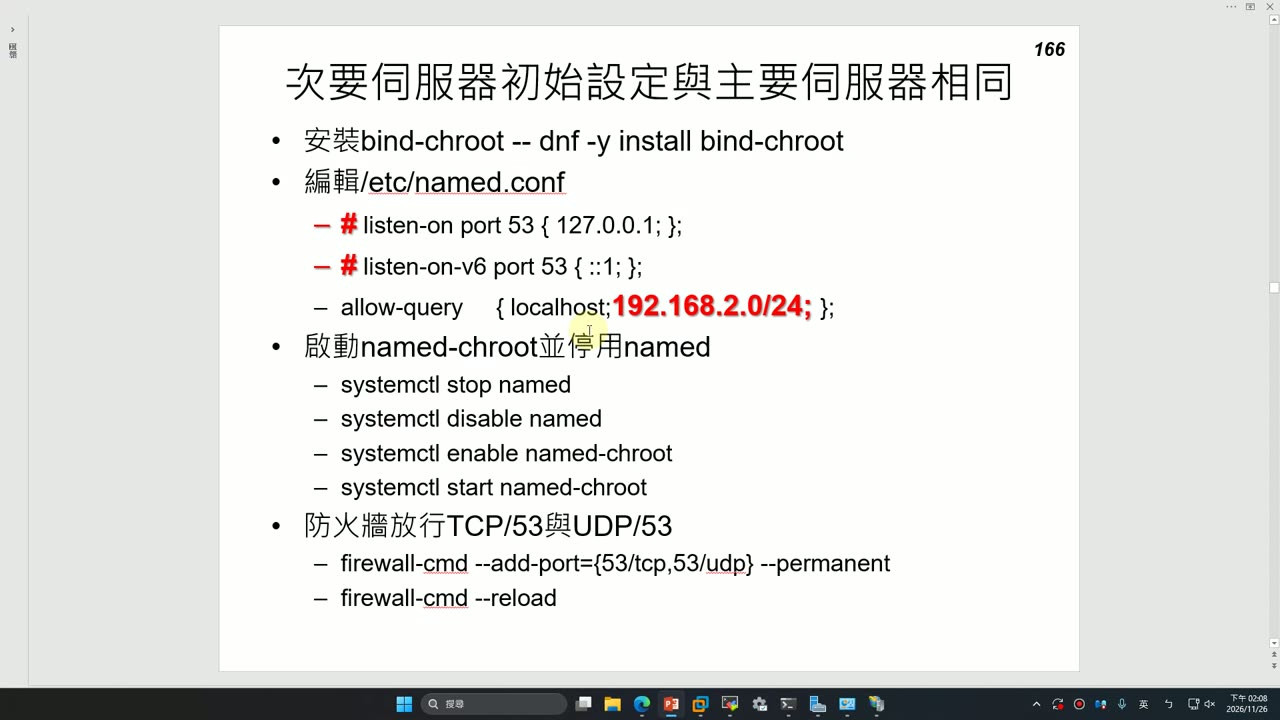 166
次要伺服器初始設定與主要伺服器相同
• 安裝bind-chroot -- dnf -y install bind-chroot
• 編輯/etc/named.conf
– # listen-on port 53 { 127.0.0.1; };
– # listen-on-v6 port 53 { ::1; };
– allow-query { localhost;192.168.2.0/24; };
• 啟動named-chroot並停用named
– systemctl stop named
– systemctl disable named
– systemctl enable named-chroot
– systemctl start named-chroot
• 防火牆放行TCP/53與UDP/53
– firewall-cmd --add-port={53/tcp,53/udp} --permanent
– firewall-cmd --reload
搜尋
英
下午 02:08
2026/11/26